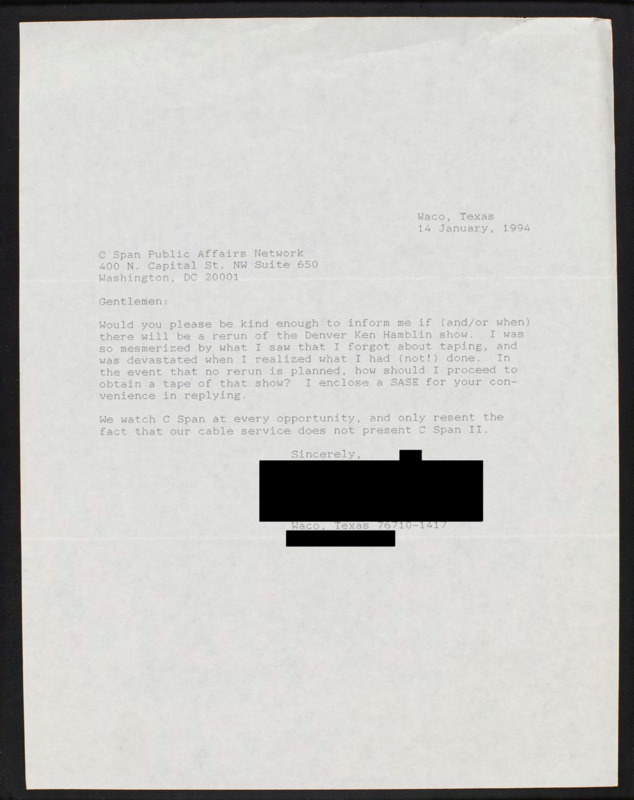 Waco, Texas
14 January, 1994
C Span Public Affairs Network
400 N. Capital St. NW Suite 650
Washington, DC 20001
Gentlemen:
Would you please be kind enough to inform me if (and/or when)
there will be a rerun of the Denver Ken Hamblin show.  I was
so mesmerized by what I saw that I forgot about taping, and
was devastated when I realized what I had (not!) done.  In
the event that no rerun is planned, how should I proceed to
obtain a tape of that show?  I enclose a SASE for your con-
venience in replying.
We watch C Span at every opportunity, and only resent the
fact that our cable service does not present C Span II.
Sincerely,
Waco, Texas 76710-1417